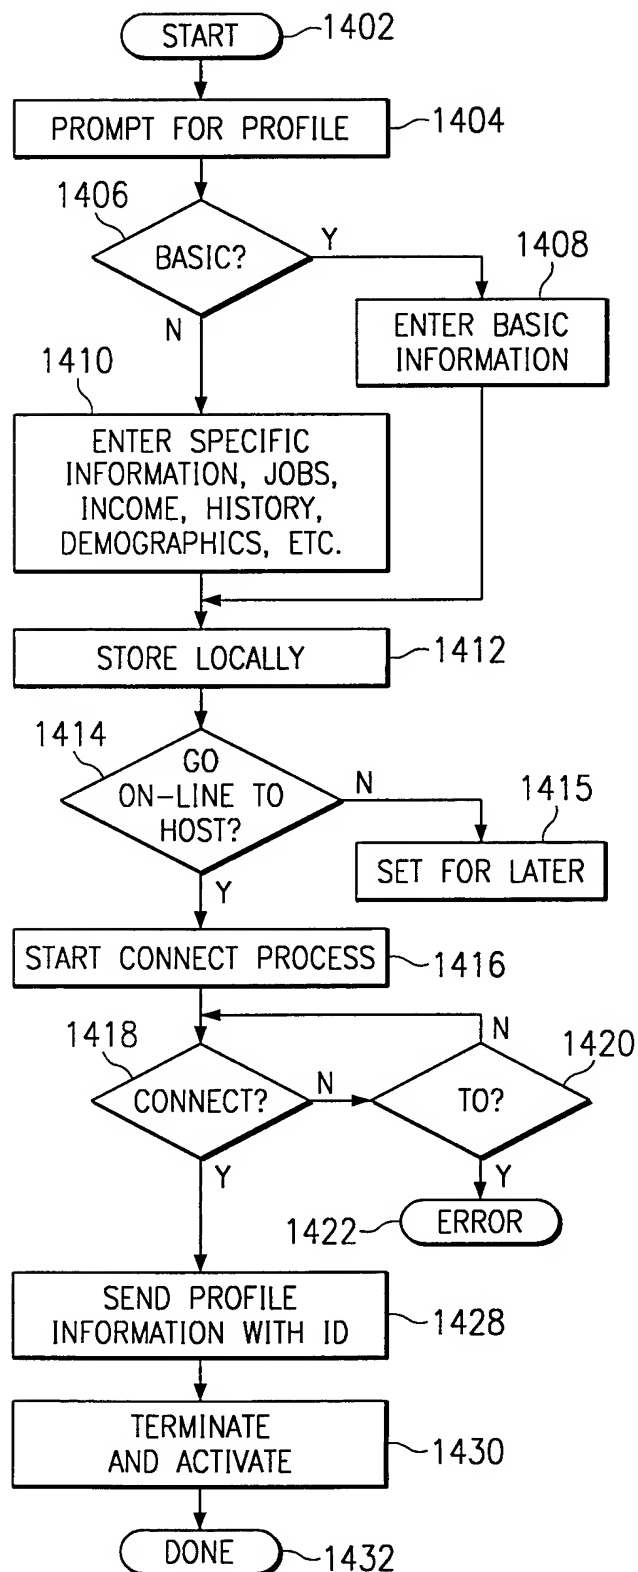 START
1402
PROMPT FOR PROFILE
1404
1406
BASIC?
Y
N
1408
ENTER BASIC
INFORMATION
1410
ENTER SPECIFIC
INFORMATION, JOBS,
INCOME, HISTORY,
DEMOGRAPHICS, ETC.
STORE LOCALLY
1412
1414
GO
ON-LINE TO
HOST?
N
Y
1415
SET FOR LATER
START CONNECT PROCESS
1416
1418
CONNECT?
N
Y
1420
TO?
N
Y
1422
ERROR
SEND PROFILE
INFORMATION WITH ID
1428
TERMINATE
AND ACTIVATE
1430
DONE
1432